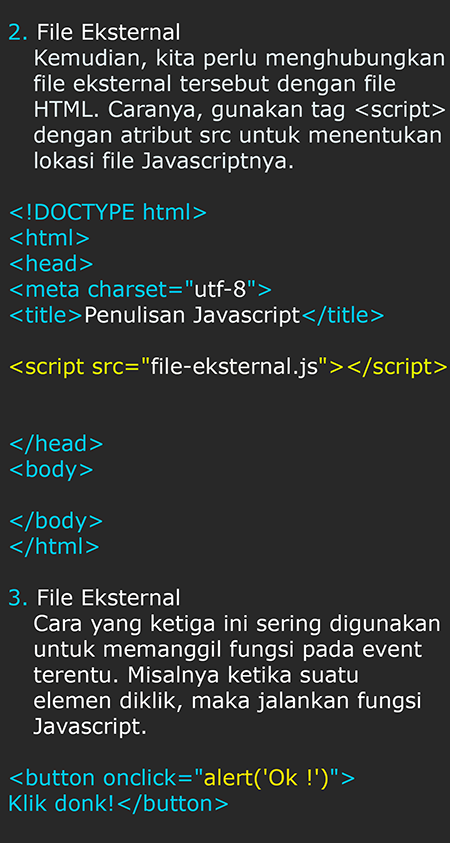 2. File Eksternal
Kemudian, kita perlu menghubungkan
file eksternal tersebut dengan file
HTML. Caranya, gunakan tag <script>
dengan atribut src untuk menentukan
lokasi file Javascriptnya.
<!DOCTYPE html>
<html>
<head>
<meta charset="utf-8">
<title>Penulisan Javascript</title>
<script src="file-eksternal.js"></script>
</head>
<body>
</body>
</html>
3. File Eksternal
Cara yang ketiga ini sering digunakan
untuk memanggil fungsi pada event
terentu. Misalnya ketika suatu
elemen diklik, maka jalankan fungsi
Javascript.
<button onclick="alert('Ok !')">
Klik donk!</button>